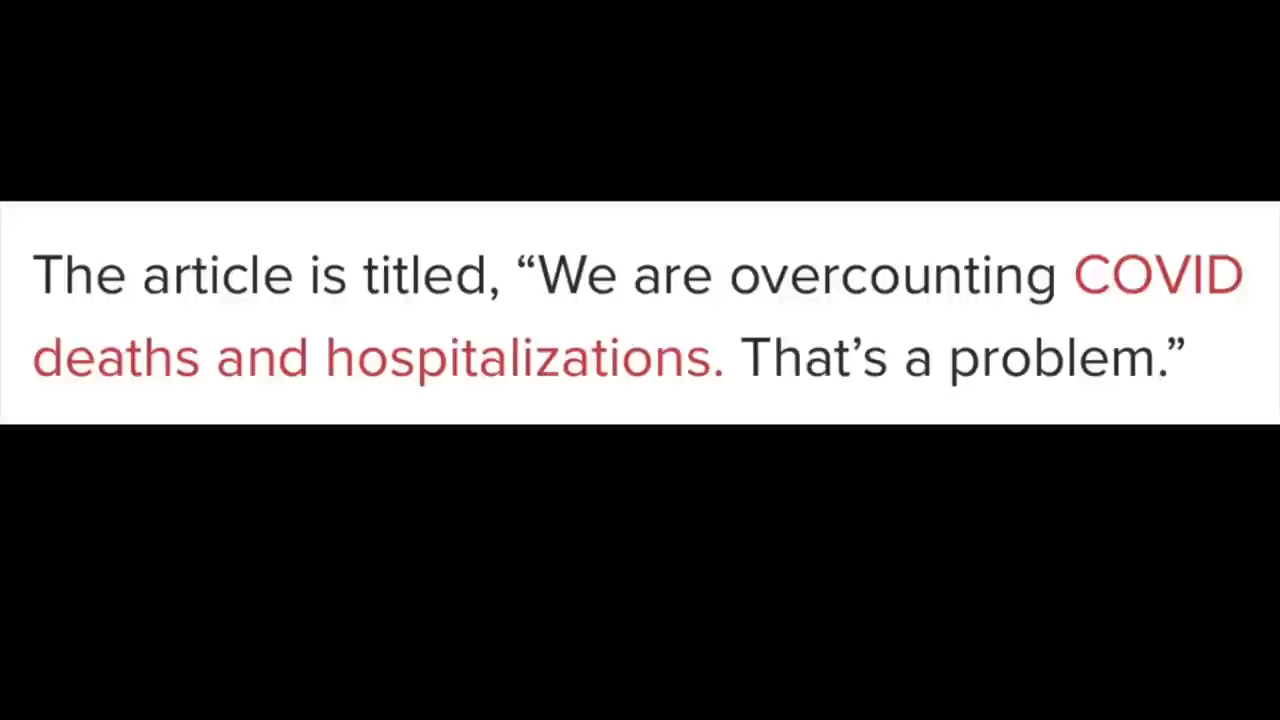 The article is titled, “We are overcounting COVID
deaths and hospitalizations. That’s a problem.”